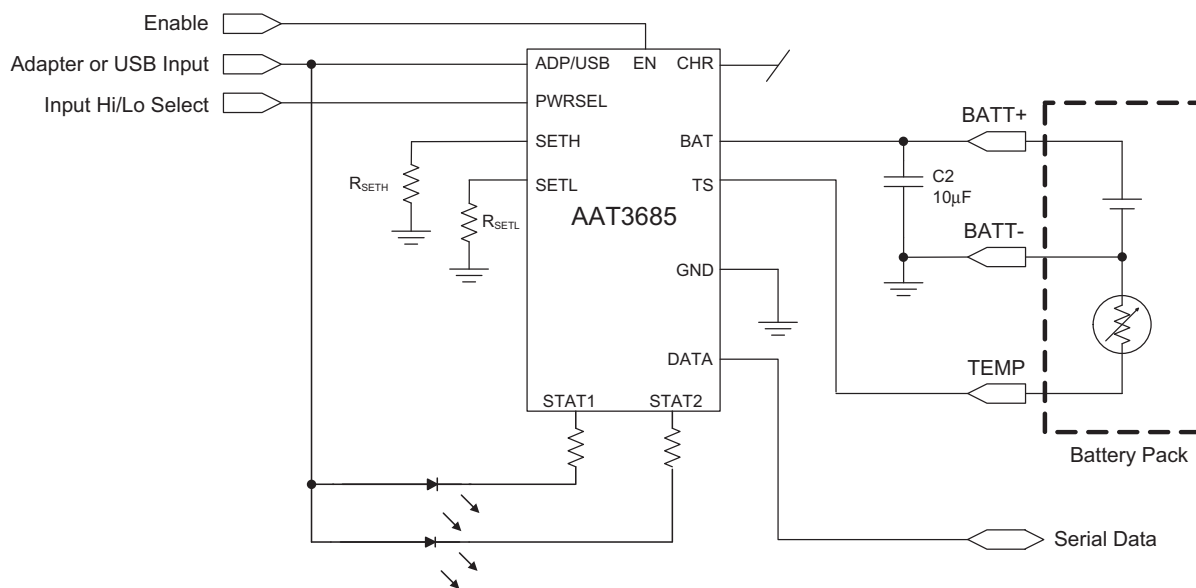 Enable
Adapter or USB Input
Input Hi/Lo Select
ADP/USB
EN
CHR
PWRSEL
SETH
BAT
SETL
TS
AAT3685
GND
DATA
STAT1
STAT2
RSETH
RSETL
C2
10μF
BATT+
BATT-
TEMP
Battery Pack
Serial Data